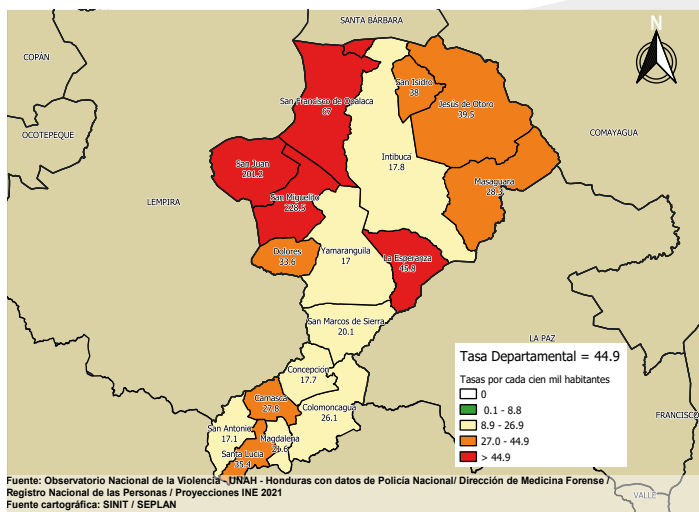 SANTA BÁRBARA
COPÁN
OCOTEPEQUE
LEMPIRA
COMAYAGUA
LA PAZ
FRANCISCO
VALLE
N
San Francisco de Opalaca
67
San Isidro
38
Jesús de Otoro
39.5
Intibucá
17.8
San Juan
201.2
Masaguara
28.3
San Miguelito
226.5
Dolores
33.6
Yamaranguila
17
La Esperanza
45.8
San Marcos de Sierra
20.1
Concepción
17.7
Camasca
27.8
Colomoncagua
26.1
San Antonio
17.1
Magdalena
21.6
Santa Lucía
35.4
Tasa Departamental = 44.9
Tasas por cada cien mil habitantes
0
0.1 - 8.8
8.9 - 26.9
27.0 - 44.9
> 44.9
Fuente: Observatorio Nacional de la Violencia - UNAH - Honduras con datos de Policía Nacional/ Dirección de Medicina Forense /
Registro Nacional de las Personas / Proyecciones INE 2021
Fuente cartográfica: SINIT / SEPLAN